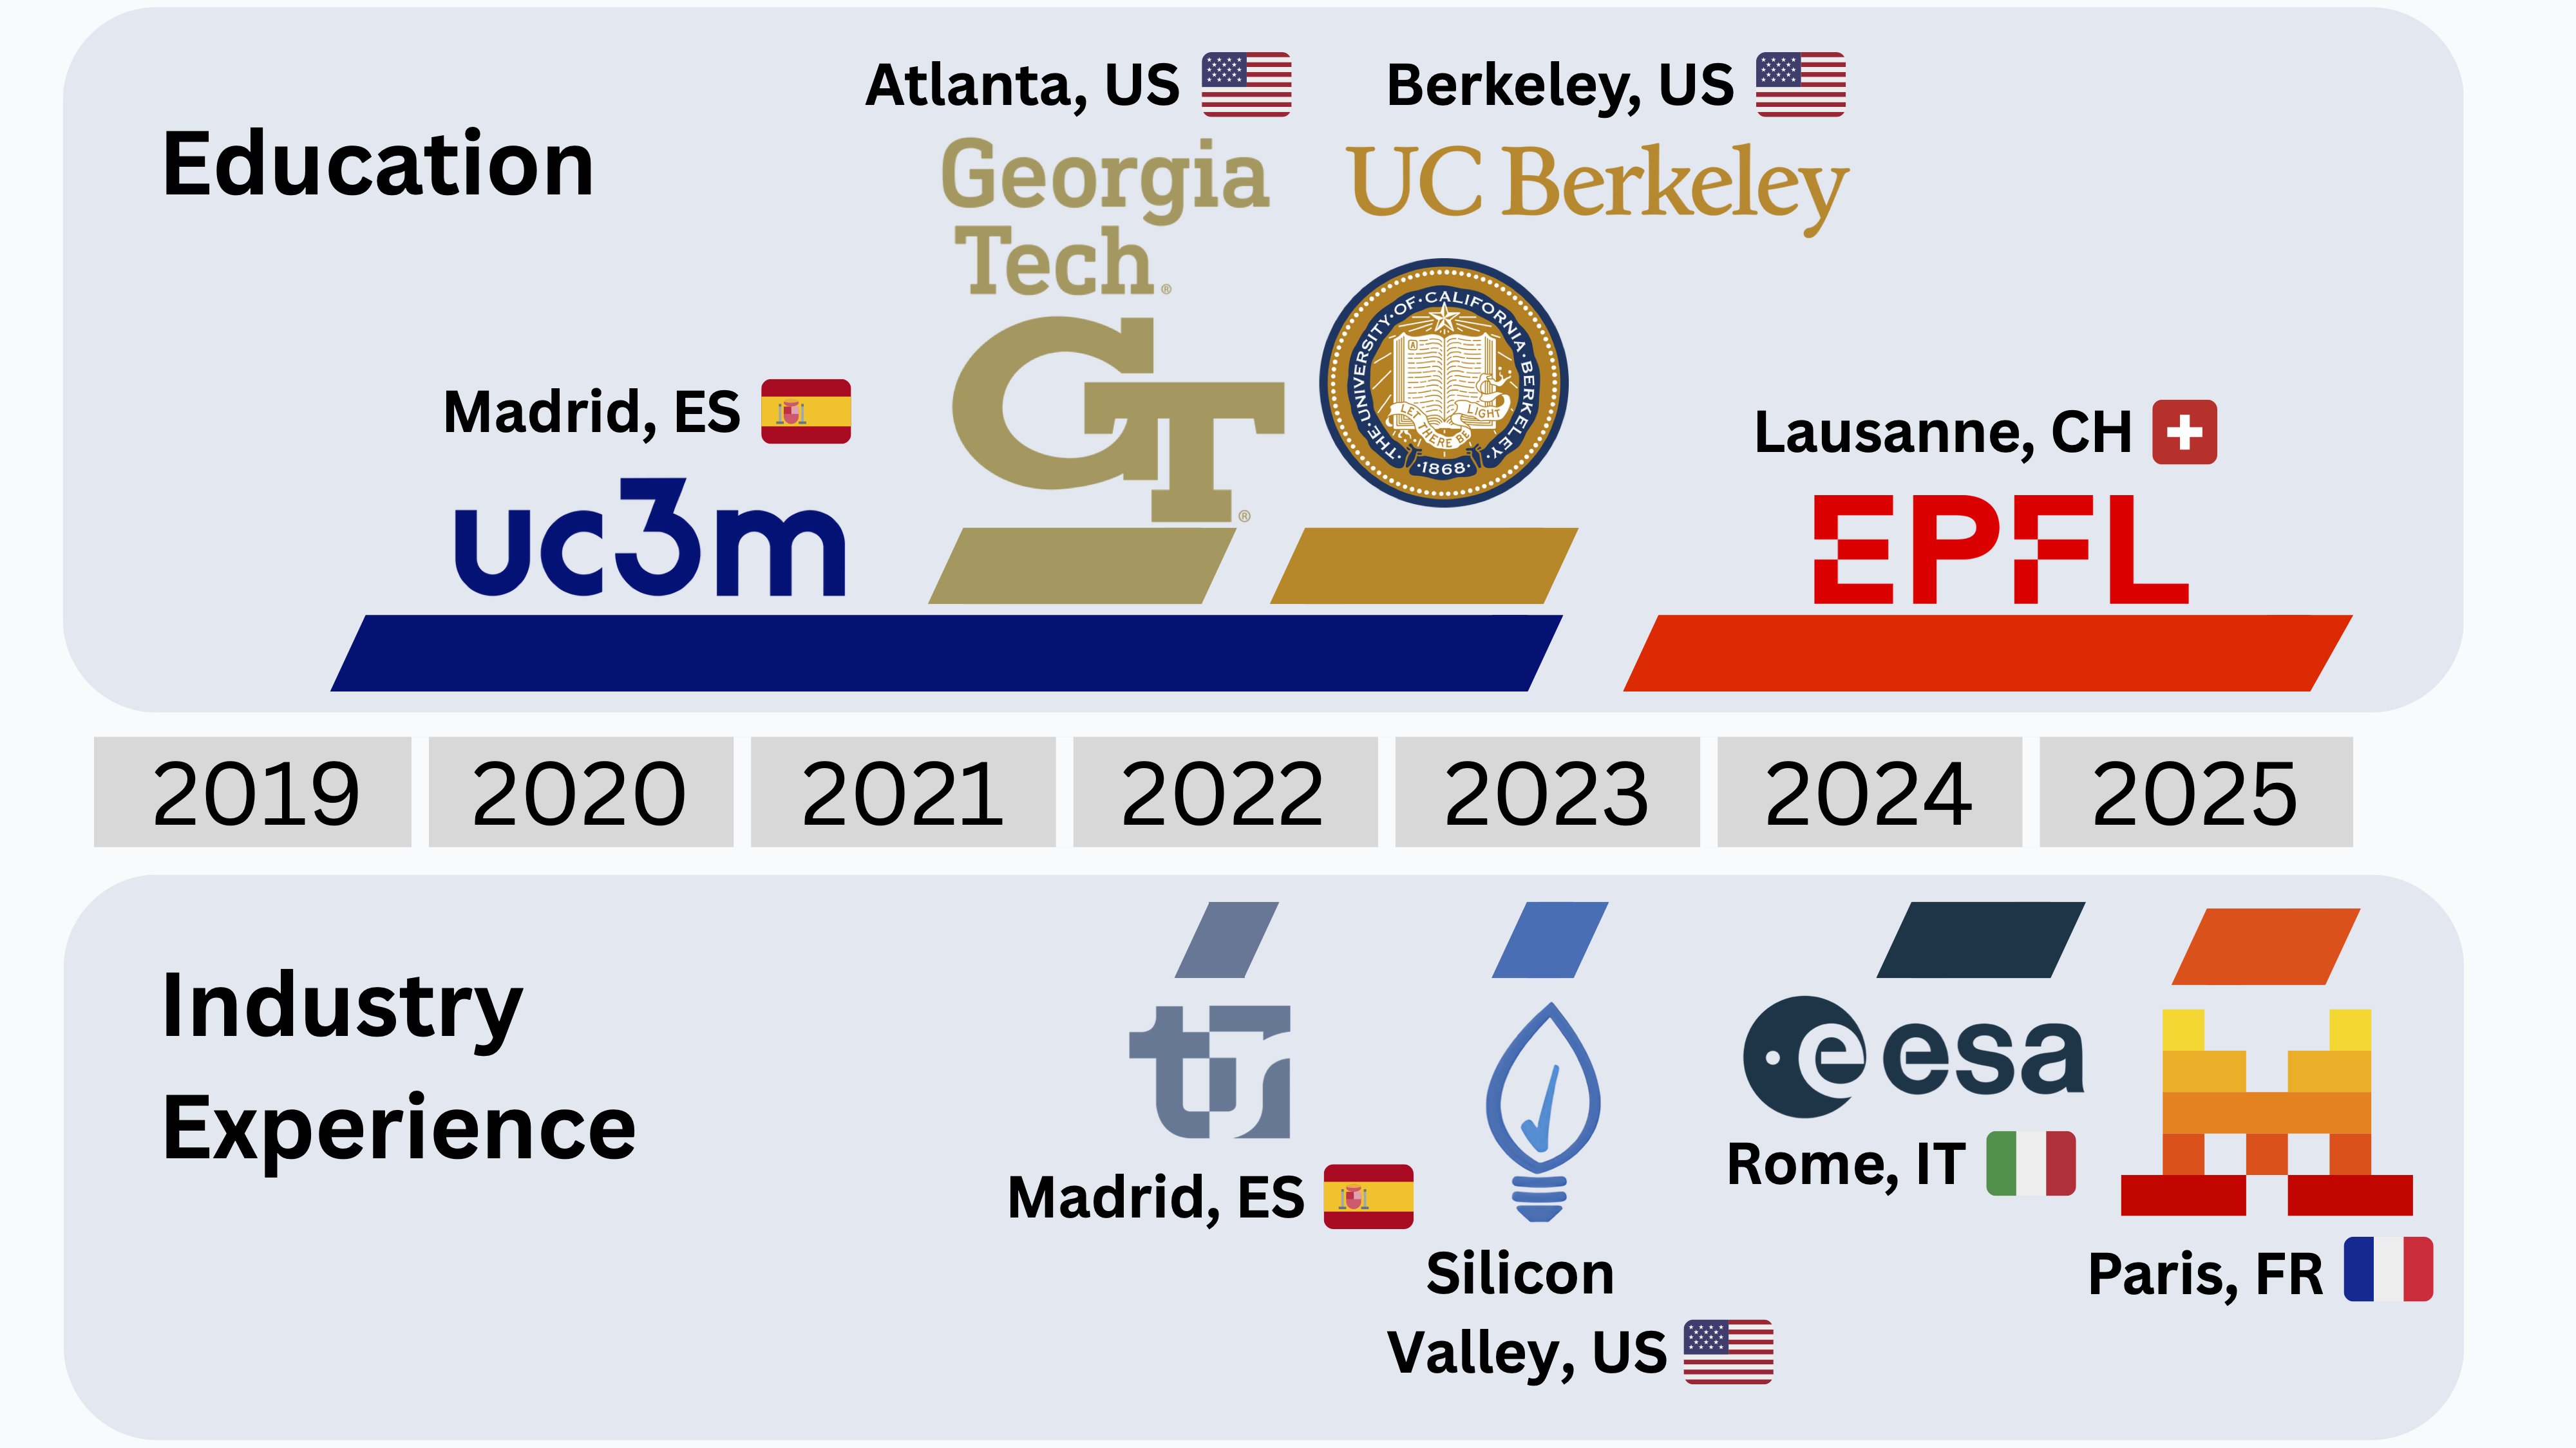 Education
Atlanta, US
Georgia
Tech®
GT®
Berkeley, US
UC Berkeley
·THE·UNIVERSITY·OF·CALIFORNIA·BERKELEY·
A
LET THERE BE LIGHT
·1868·
Madrid, ES
uc3m
Lausanne, CH
EPFL
2019 2020 2021 2022 2023 2024 2025
Industry
Experience
tr
Madrid, ES
Silicon
Valley, US
e esa
Rome, IT
Paris, FR